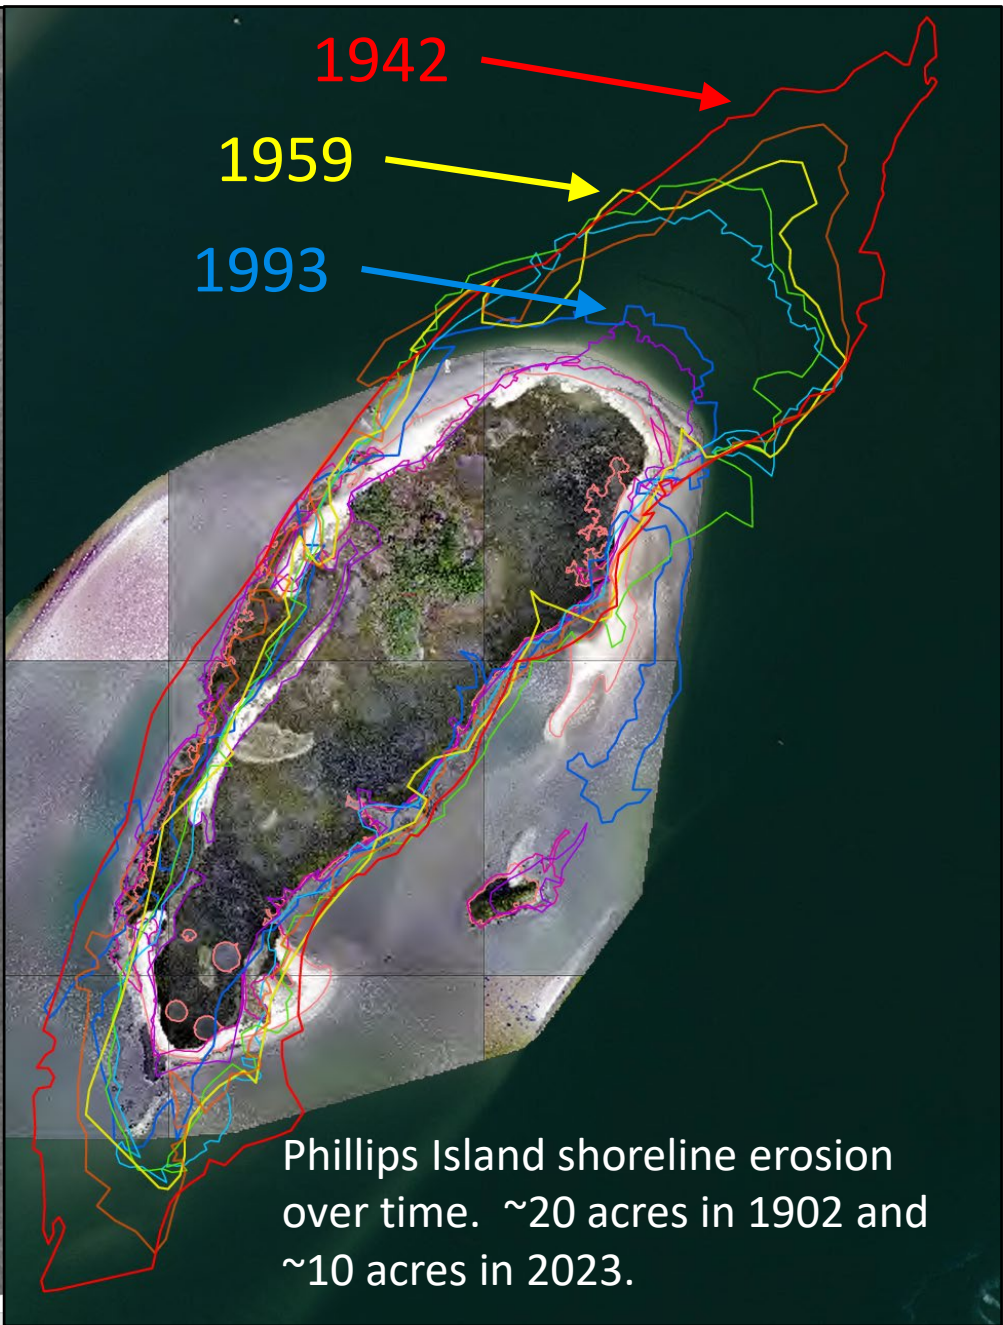 1942
1959
1993
Phillips Island shoreline erosion
over time.  ~20 acres in 1902 and
~10 acres in 2023.